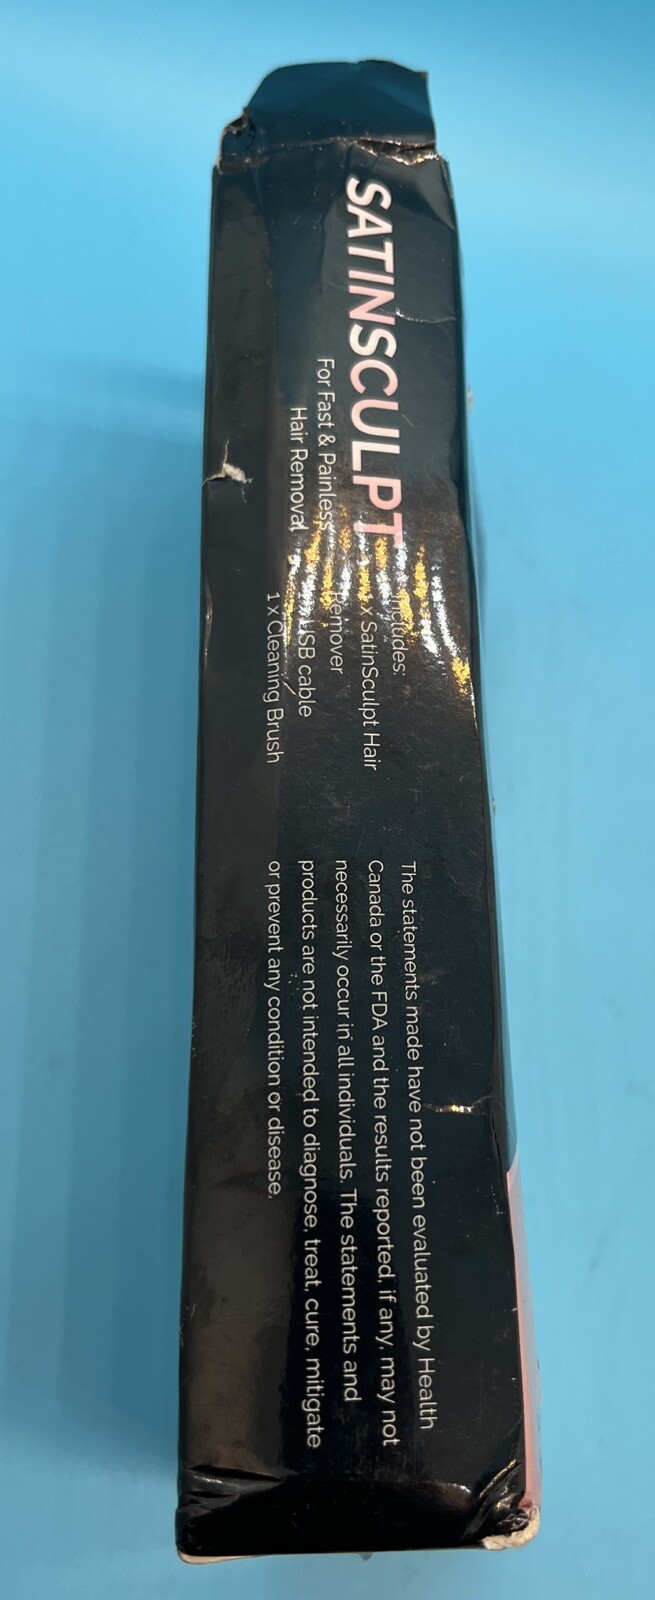 SATINSCULPT
For Fast & Painless
Hair Removal
Includes:
x SatinSculpt Hair
Remover
USB cable
1 x Cleaning Brush
The statements made have not been evaluated by Health
Canada or the FDA and the results reported, if any, may not
necessarily occur in all individuals. The statements and
products are not intended to diagnose, treat, cure, mitigate
or prevent any condition or disease.